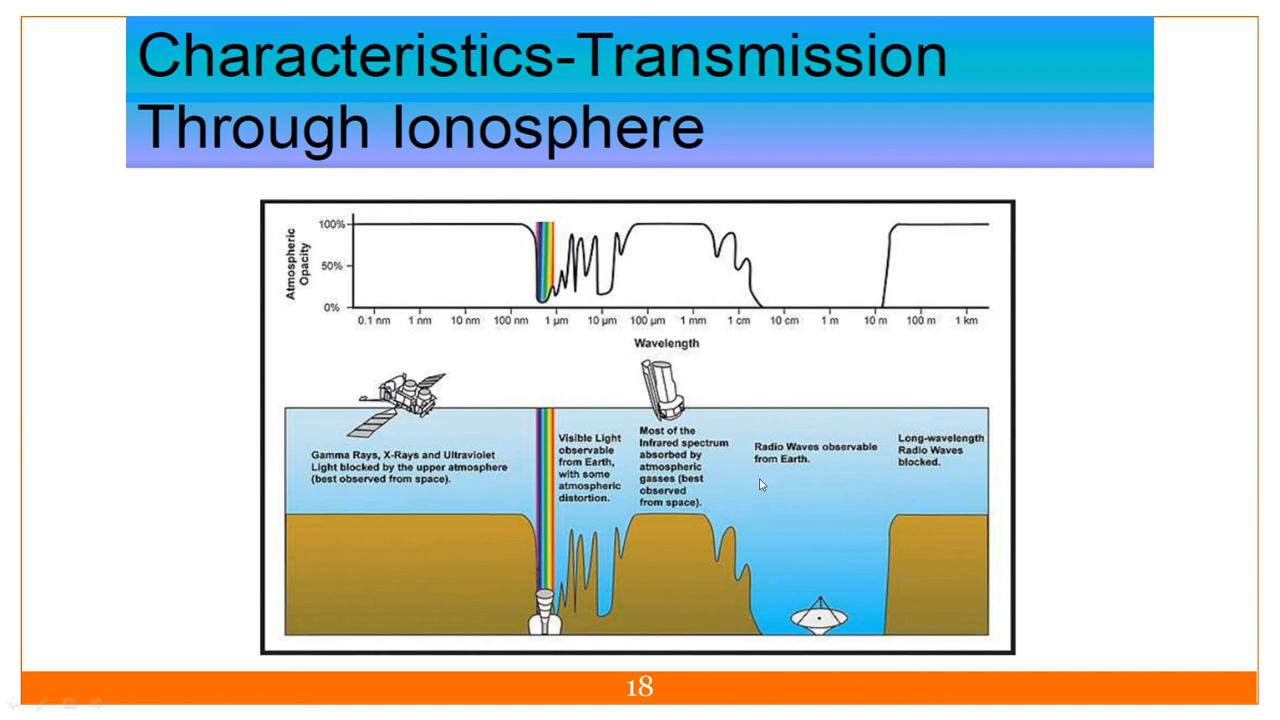 Characteristics-Transmission
Through Ionosphere
Atmospheric
Opacity
100%
50%
0%
0.1 nm 1 nm 10 nm 100 nm 1 µm 10 µm 100 µm 1 mm 1 cm 10 cm 1 m 10 m 100 m 1 km
Wavelength
Gamma Rays, X-Rays and Ultraviolet
Light blocked by the upper atmosphere
(best observed from space).
Visible Light
observable
from Earth,
with some
atmospheric
distortion.
Most of the
Infrared spectrum
absorbed by
atmospheric
gasses (best
observed
from space).
Radio Waves observable
from Earth.
Long-wavelength
Radio Waves
blocked.
18